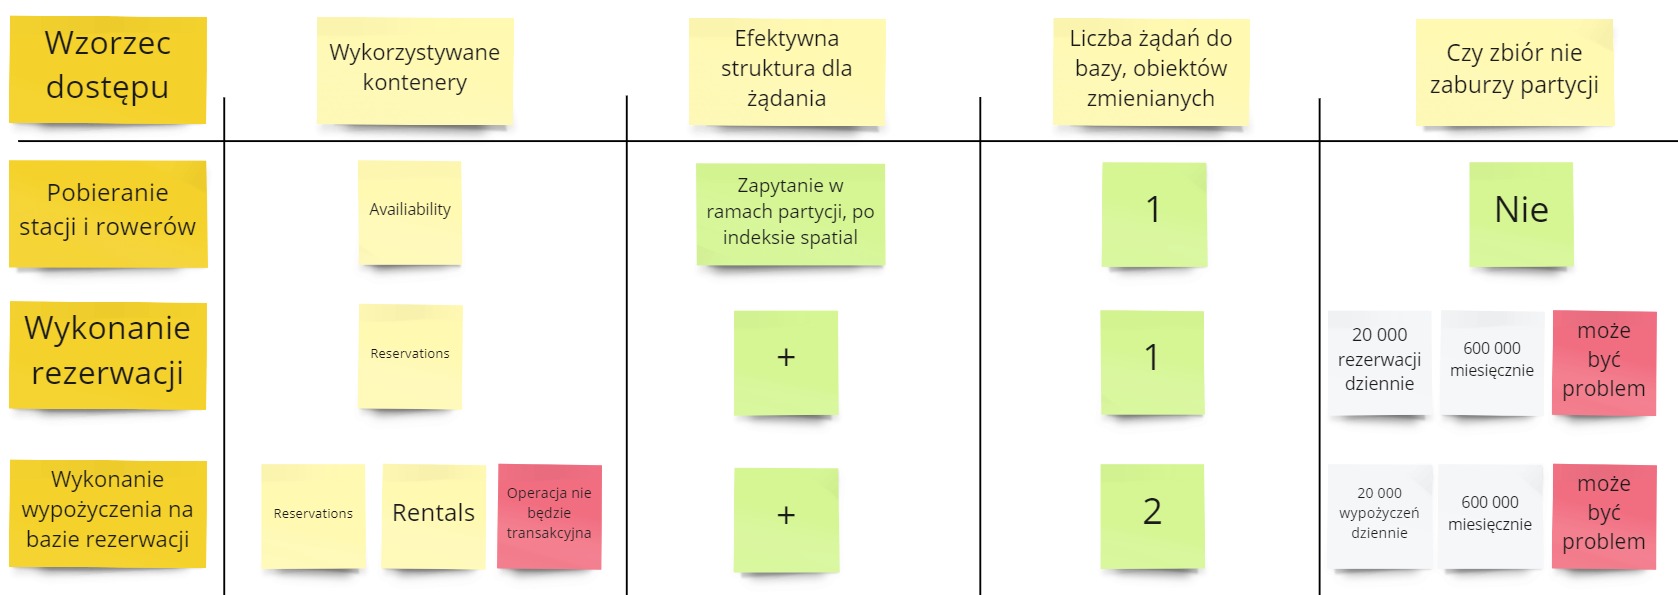 Wzorzec
dostępu
Wykorzystywane
kontenery
Efektywna
struktura dla
żądania
Liczba żądań do
bazy, obiektów
zmienianych
Czy zbiór nie
zaburzy partycji
Pobieranie
stacji i rowerów
Availiability
Zapytanie w
ramach partycji, po
indeksie spatial
1
Nie
Wykonanie
rezerwacji
Reservations
+
1
20 000
rezerwacji
dziennie
600 000
miesięcznie
może
być
problem
Wykonanie
wypożyczenia na
bazie rezerwacji
Reservations
Rentals
Operacja nie
będzie
transakcyjna
+
2
20 000
wypożyczeń
dziennie
600 000
miesięcznie
może
być
problem